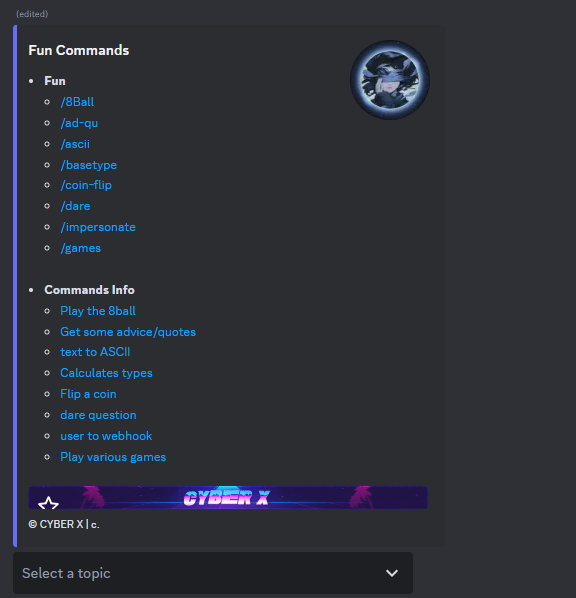 (edited)
Fun Commands
Fun
/8Ball
/ad-qu
/ascii
/basetype
/coin-flip
/dare
/impersonate
/games
Commands Info
Play the 8ball
Get some advice/quotes
text to ASCII
Calculates types
Flip a coin
dare question
user to webhook
Play various games
CYBER X
© CYBER X | c.
Select a topic